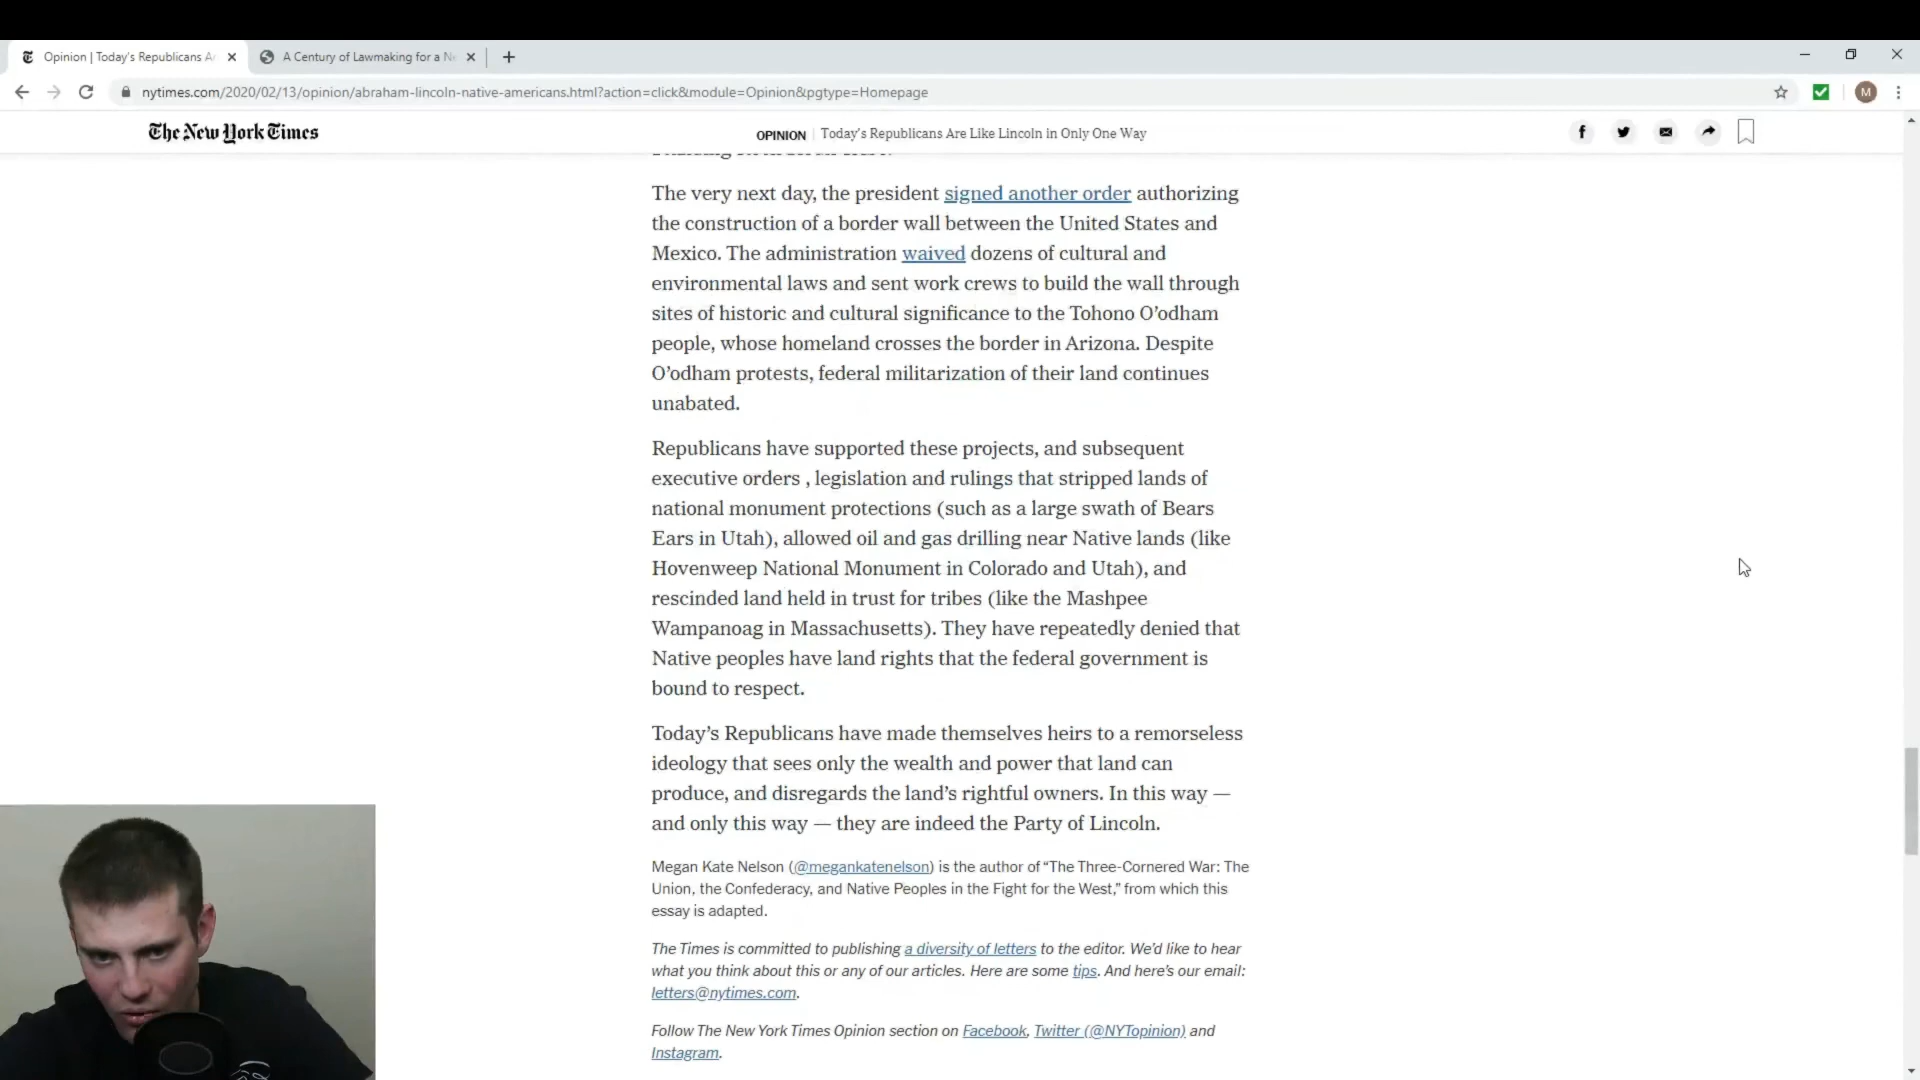 Opinion | Today's Republicans Ar
A Century of Lawmaking for a Ne
nytimes.com/2020/02/13/opinion/abraham-lincoln-native-americans.html?action=click&module=Opinion&pgtype=Homepage
M
The New York Times
OPINION | Today's Republicans Are Like Lincoln in Only One Way
The very next day, the president signed another order authorizing
the construction of a border wall between the United States and
Mexico. The administration waived dozens of cultural and
environmental laws and sent work crews to build the wall through
sites of historic and cultural significance to the Tohono O’odham
people, whose homeland crosses the border in Arizona. Despite
O’odham protests, federal militarization of their land continues
unabated.
Republicans have supported these projects, and subsequent
executive orders , legislation and rulings that stripped lands of
national monument protections (such as a large swath of Bears
Ears in Utah), allowed oil and gas drilling near Native lands (like
Hovenweep National Monument in Colorado and Utah), and
rescinded land held in trust for tribes (like the Mashpee
Wampanoag in Massachusetts). They have repeatedly denied that
Native peoples have land rights that the federal government is
bound to respect.
Today’s Republicans have made themselves heirs to a remorseless
ideology that sees only the wealth and power that land can
produce, and disregards the land’s rightful owners. In this way —
and only this way — they are indeed the Party of Lincoln.
Megan Kate Nelson (@megankatenelson) is the author of “The Three-Cornered War: The
Union, the Confederacy, and Native Peoples in the Fight for the West,” from which this
essay is adapted.
The Times is committed to publishing a diversity of letters to the editor. We’d like to hear
what you think about this or any of our articles. Here are some tips. And here’s our email:
letters@nytimes.com.
Follow The New York Times Opinion section on Facebook, Twitter (@NYTopinion) and
Instagram.